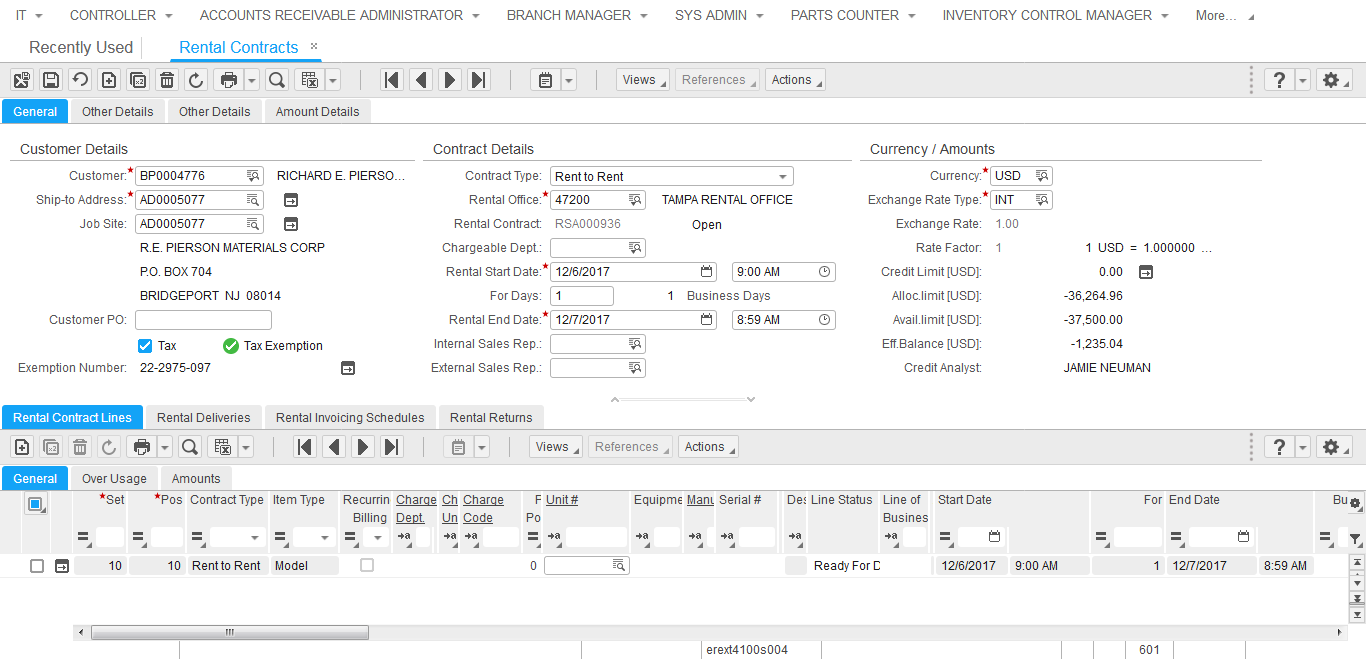 IT CONTROLLER ACCOUNTS RECEIVABLE ADMINISTRATOR BRANCH MANAGER SYS ADMIN PARTS COUNTER INVENTORY CONTROL MANAGER More...
Recently Used Rental Contracts ×
Views References Actions ?
General Other Details Other Details Amount Details
Customer Details Contract Details Currency / Amounts
Customer:* BP0004776 RICHARD E. PIERSO... Contract Type: Rent to Rent Currency:* USD
Ship-to Address:* AD0005077 Rental Office:* 47200 TAMPA RENTAL OFFICE Exchange Rate Type:* INT
Job Site: AD0005077 Rental Contract: RSA000936 Open Exchange Rate: 1.00
R.E. PIERSON MATERIALS CORP Chargeable Dept.: Rate Factor: 1 1 USD = 1.000000 ...
P.O. BOX 704 Rental Start Date:* 12/6/2017 9:00 AM Credit Limit [USD]: 0.00
BRIDGEPORT NJ 08014 For Days: 1 1 Business Days Alloc.limit [USD]: -36,264.96
Customer PO: Rental End Date:* 12/7/2017 8:59 AM Avail.limit [USD]: -37,500.00
Tax Tax Exemption Internal Sales Rep.: Eff.Balance [USD]: -1,235.04
Exemption Number: 22-2975-097 External Sales Rep.: Credit Analyst: JAMIE NEUMAN
Rental Contract Lines Rental Deliveries Rental Invoicing Schedules Rental Returns
Views References Actions ?
General Over Usage Amounts
*Set *Pos Contract Type Item Type Recurrin Charge Ch Charge F Unit # Equipme Manu Serial # Des Line Status Line of Start Date For End Date Bu
Billing Dept. Un Code Po Busines
10 10 Rent to Rent Model 0 Ready For D 12/6/2017 9:00 AM 1 12/7/2017 8:59 AM
erext4100s004 601